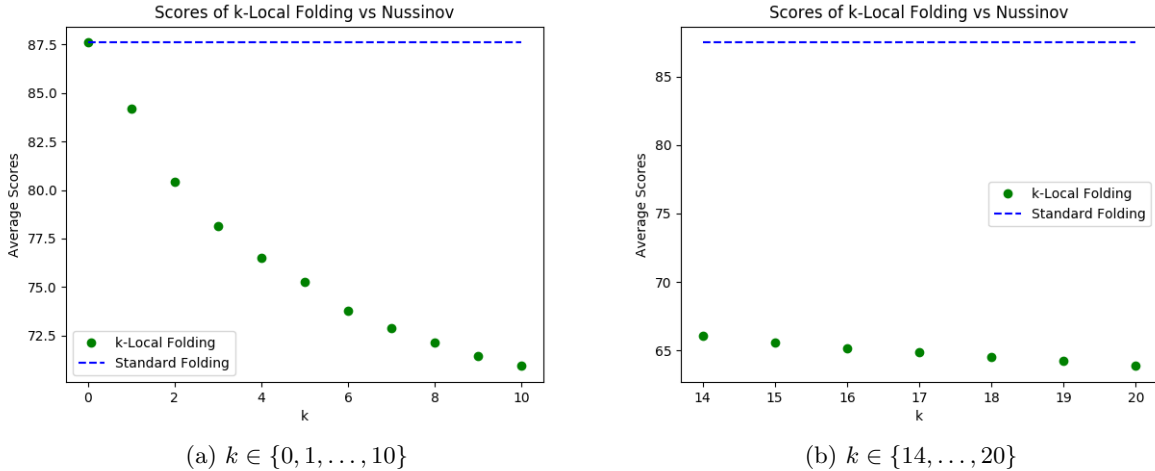 Scores of k-Local Folding vs Nussinov
87.5
85.0
82.5
80.0
77.5
75.0
72.5
Average Scores
k-Local Folding
Standard Folding
0 2 4 6 8 10
k
(a) k ∈ {0, 1, . . . , 10}
Scores of k-Local Folding vs Nussinov
85
80
75
70
65
Average Scores
k-Local Folding
Standard Folding
14 15 16 17 18 19 20
k
(b) k ∈ {14, . . . , 20}